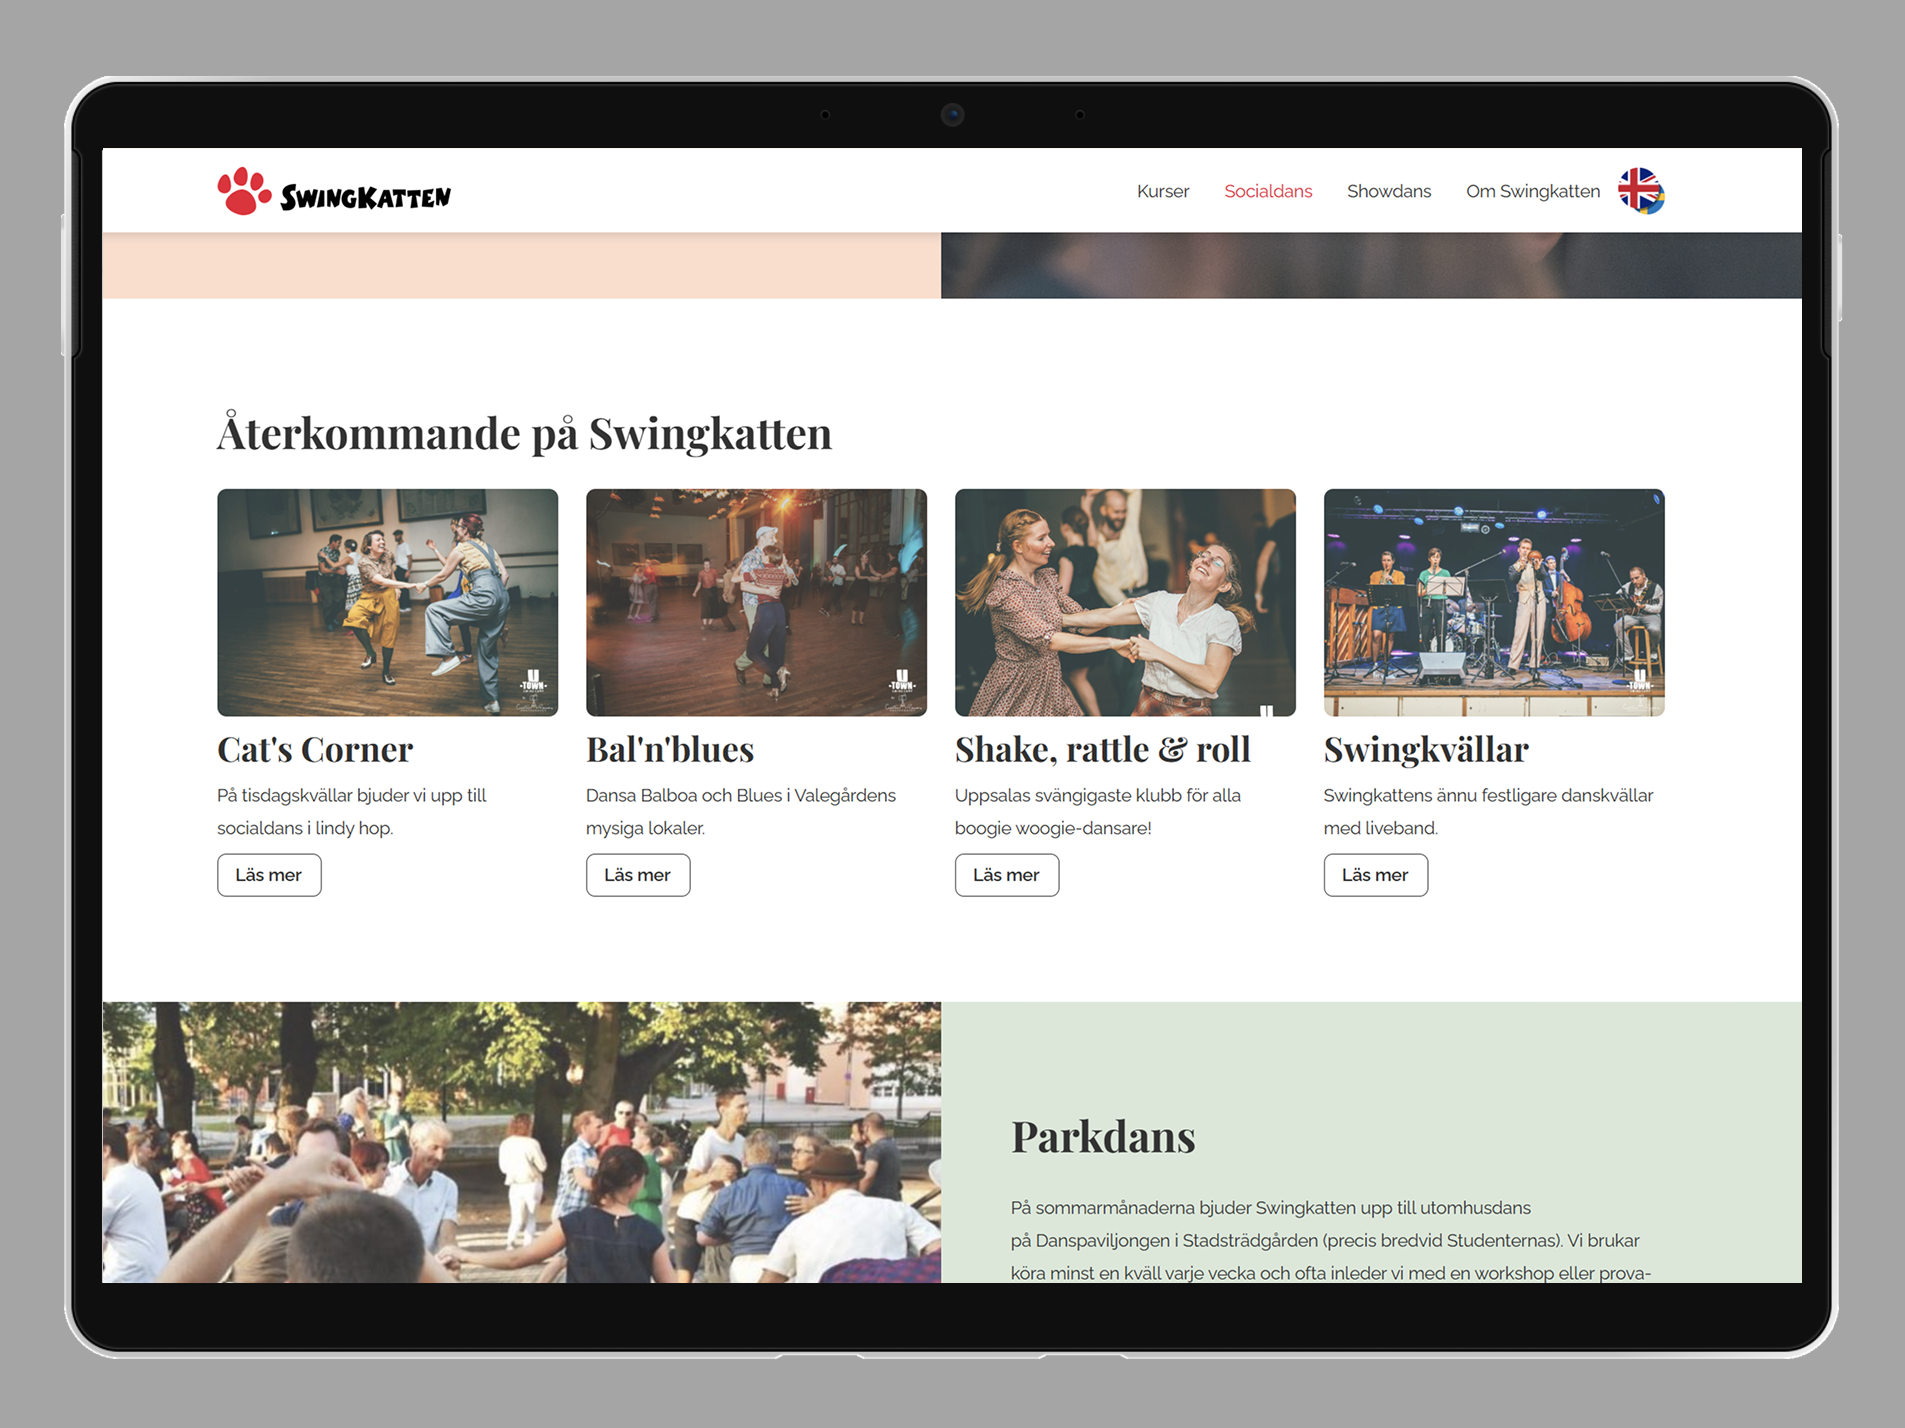 SWINGKATTEN
Kurser Socialdans Showdans Om Swingkatten
Återkommande på Swingkatten
U
-TOWN-
U
-TOWN-
U
U
-TOWN-
Cat's Corner
På tisdagskvällar bjuder vi upp till
socialdans i lindy hop.
Läs mer
Bal'n'blues
Dansa Balboa och Blues i Valegårdens
mysiga lokaler.
Läs mer
Shake, rattle & roll
Uppsalas svängigaste klubb för alla
boogie woogie-dansare!
Läs mer
Swingkvällar
Swingkattens ännu festligare danskvällar
med liveband.
Läs mer
Parkdans
På sommarmånaderna bjuder Swingkatten upp till utomhusdans
på Danspaviljongen i Stadsträdgården (precis bredvid Studenternas). Vi brukar
köra minst en kväll varje vecka och ofta inleder vi med en workshop eller prova-